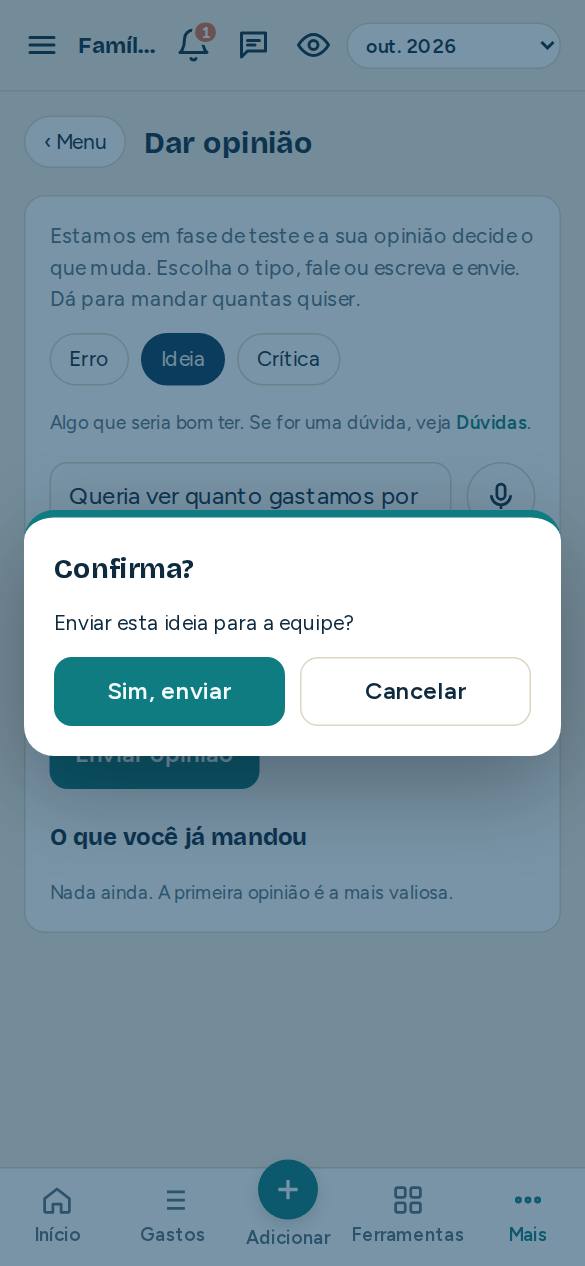 Famíl...
1
out. 2026
‹ Menu
Dar opinião
Estamos em fase de teste e a sua opinião decide o
que muda. Escolha o tipo, fale ou escreva e envie.
Dá para mandar quantas quiser.
Erro
Ideia
Crítica
Algo que seria bom ter. Se for uma dúvida, veja Dúvidas.
Queria ver quanto gastamos por
Confirma?
Enviar esta ideia para a equipe?
Sim, enviar
Cancelar
Enviar opinião
O que você já mandou
Nada ainda. A primeira opinião é a mais valiosa.
Início
Gastos
Adicionar
Ferramentas
Mais